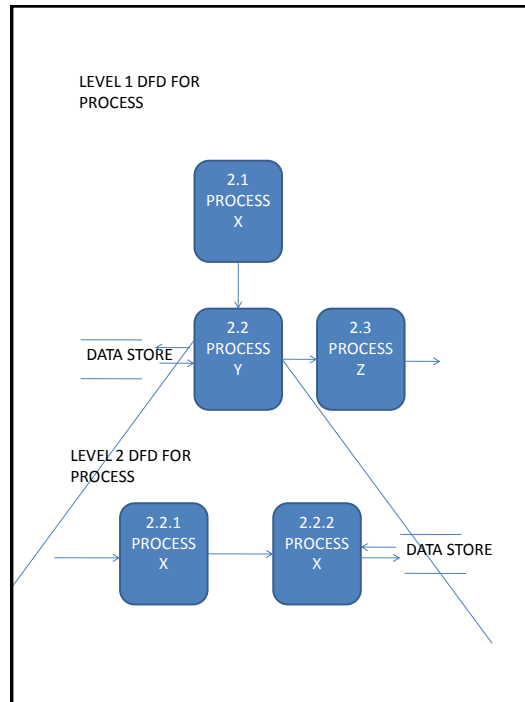 LEVEL 1 DFD FOR
PROCESS
2.1
PROCESS
X
2.2
PROCESS
Y
2.3
PROCESS
Z
DATA STORE
LEVEL 2 DFD FOR
PROCESS
2.2.1
PROCESS
X
2.2.2
PROCESS
X
DATA STORE